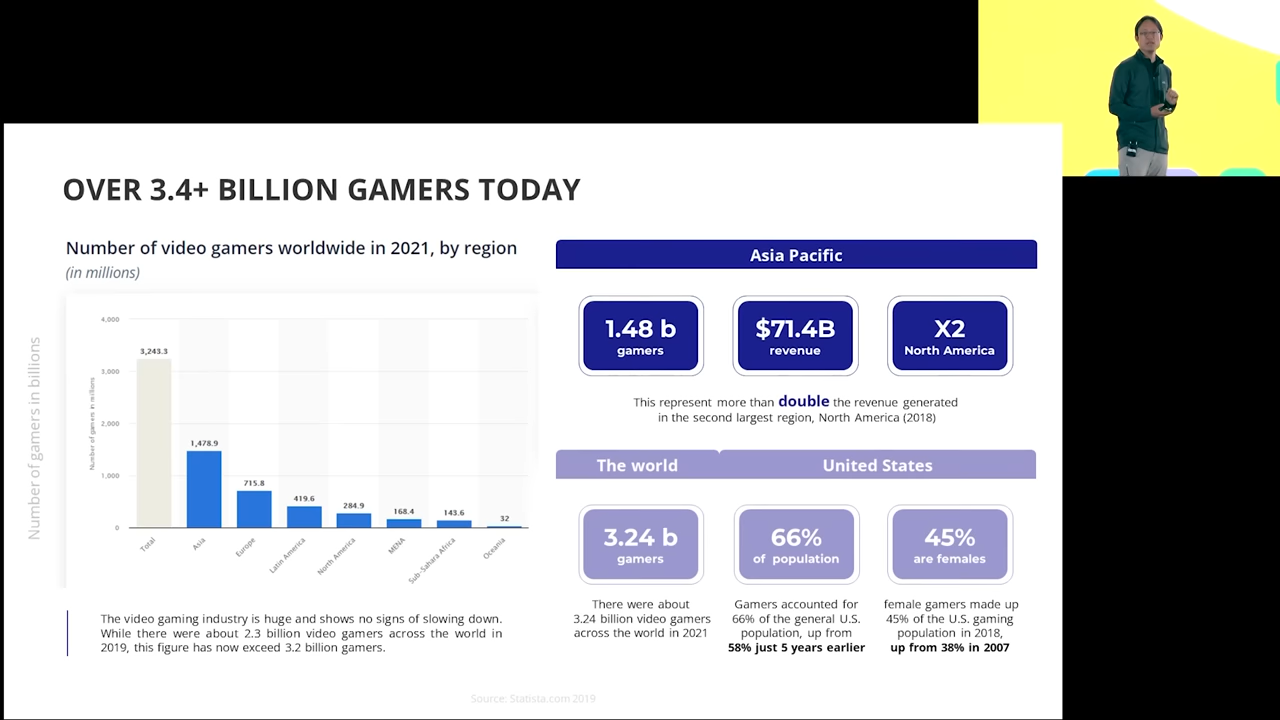 OVER 3.4+ BILLION GAMERS TODAY
Number of video gamers worldwide in 2021, by region
(in millions)
Number of gamers in billions
Number of gamers in millions
4,000
3,000
2,000
1,000
0
3,243.3
1,478.9
715.8
419.6
284.9
168.4
143.6
32
Total
Asia
Europe
Latin America
North America
MENA
Sub-Sahara Africa
Oceania
The video gaming industry is huge and shows no signs of slowing down.
While there were about 2.3 billion video gamers across the world in
2019, this figure has now exceed 3.2 billion gamers.
Asia Pacific
1.48 b
gamers
$71.4B
revenue
X2
North America
This represent more than double the revenue generated
in the second largest region, North America (2018)
The world
United States
3.24 b
gamers
66%
of population
45%
are females
There were about
3.24 billion video gamers
across the world in 2021
Gamers accounted for
66% of the general U.S.
population, up from
58% just 5 years earlier
female gamers made up
45% of the U.S. gaming
population in 2018,
up from 38% in 2007
Source: Statista.com 2019